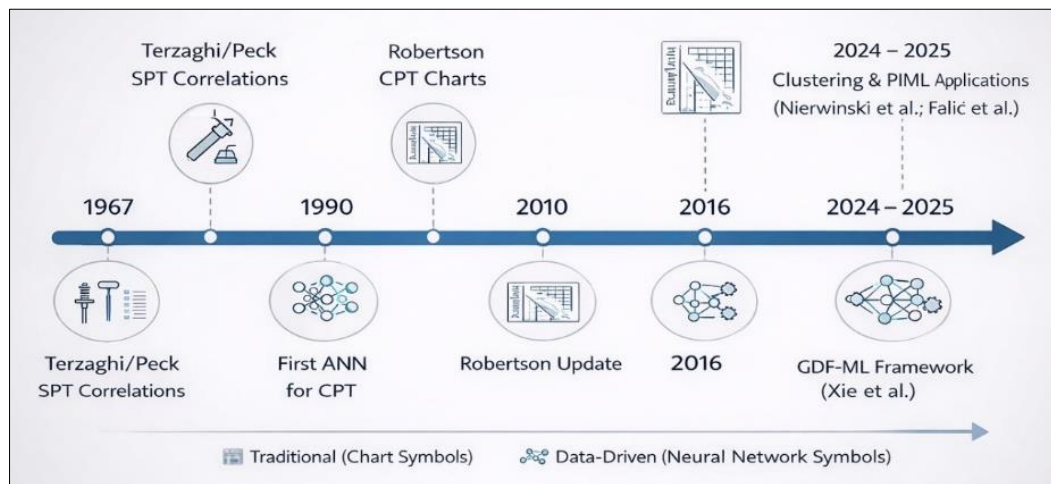 Terzaghi/Peck
SPT Correlations
Robertson
CPT Charts
2024 – 2025
Clustering & PIML Applications
(Nierwinski et al.; Falić et al.)
1967
1990
2010
2016
2024 – 2025
Terzaghi/Peck
SPT Correlations
First ANN
for CPT
Robertson Update
2016
GDF-ML Framework
(Xie et al.)
Traditional (Chart Symbols)
Data-Driven (Neural Network Symbols)